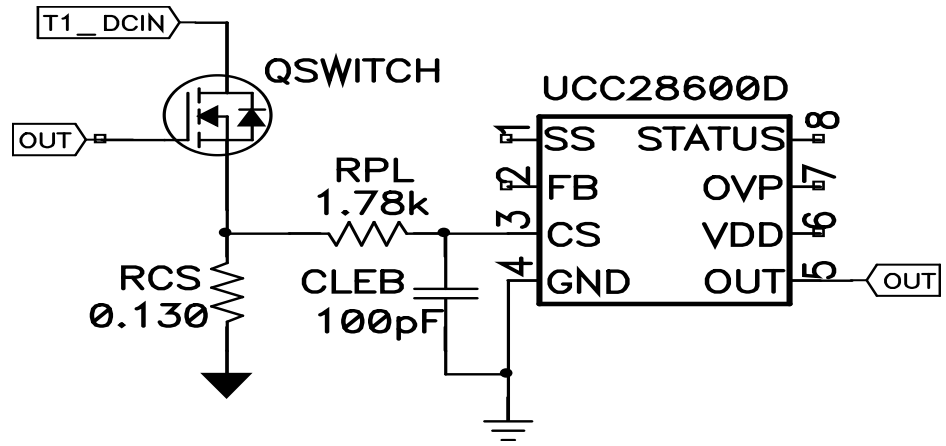 T1_DCIN
QSWITCH
OUT
UCC28600D
1
SS
STATUS
8
2
FB
OVP
7
3
CS
VDD
6
4
GND
OUT
5
OUT
RPL
1.78k
RCS
0.130
CLEB
100pF